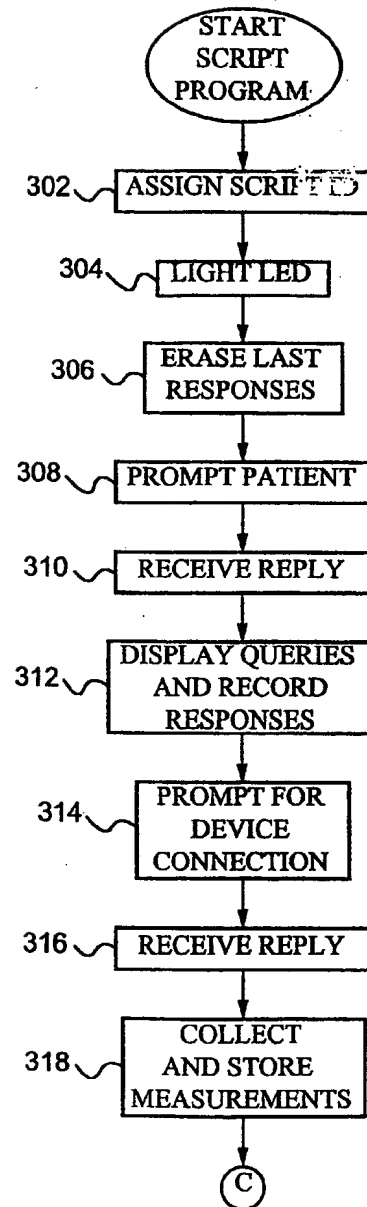 START
SCRIPT
PROGRAM
302
ASSIGN SCRIPT ID
304
LIGHT LED
306
ERASE LAST
RESPONSES
308
PROMPT PATIENT
310
RECEIVE REPLY
312
DISPLAY QUERIES
AND RECORD
RESPONSES
314
PROMPT FOR
DEVICE
CONNECTION
316
RECEIVE REPLY
318
COLLECT
AND STORE
MEASUREMENTS
C